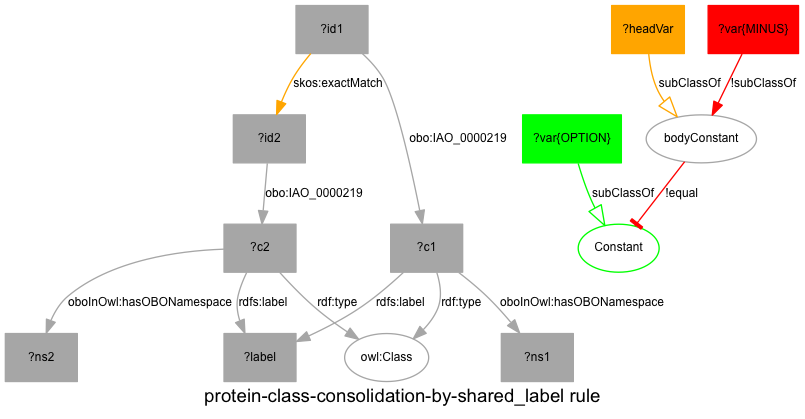 ?id1
?headVar
?var{MINUS}
skos:exactMatch
subClassOf
!subClassOf
?id2
obo:IAO_0000219
?var{OPTION}
bodyConstant
obo:IAO_0000219
subClassOf
!equal
?c2
?c1
Constant
oboInOwl:hasOBONamespace
rdfs:label
rdf:type
rdfs:label
rdf:type
oboInOwl:hasOBONamespace
?ns2
?label
owl:Class
?ns1
protein-class-consolidation-by-shared_label rule